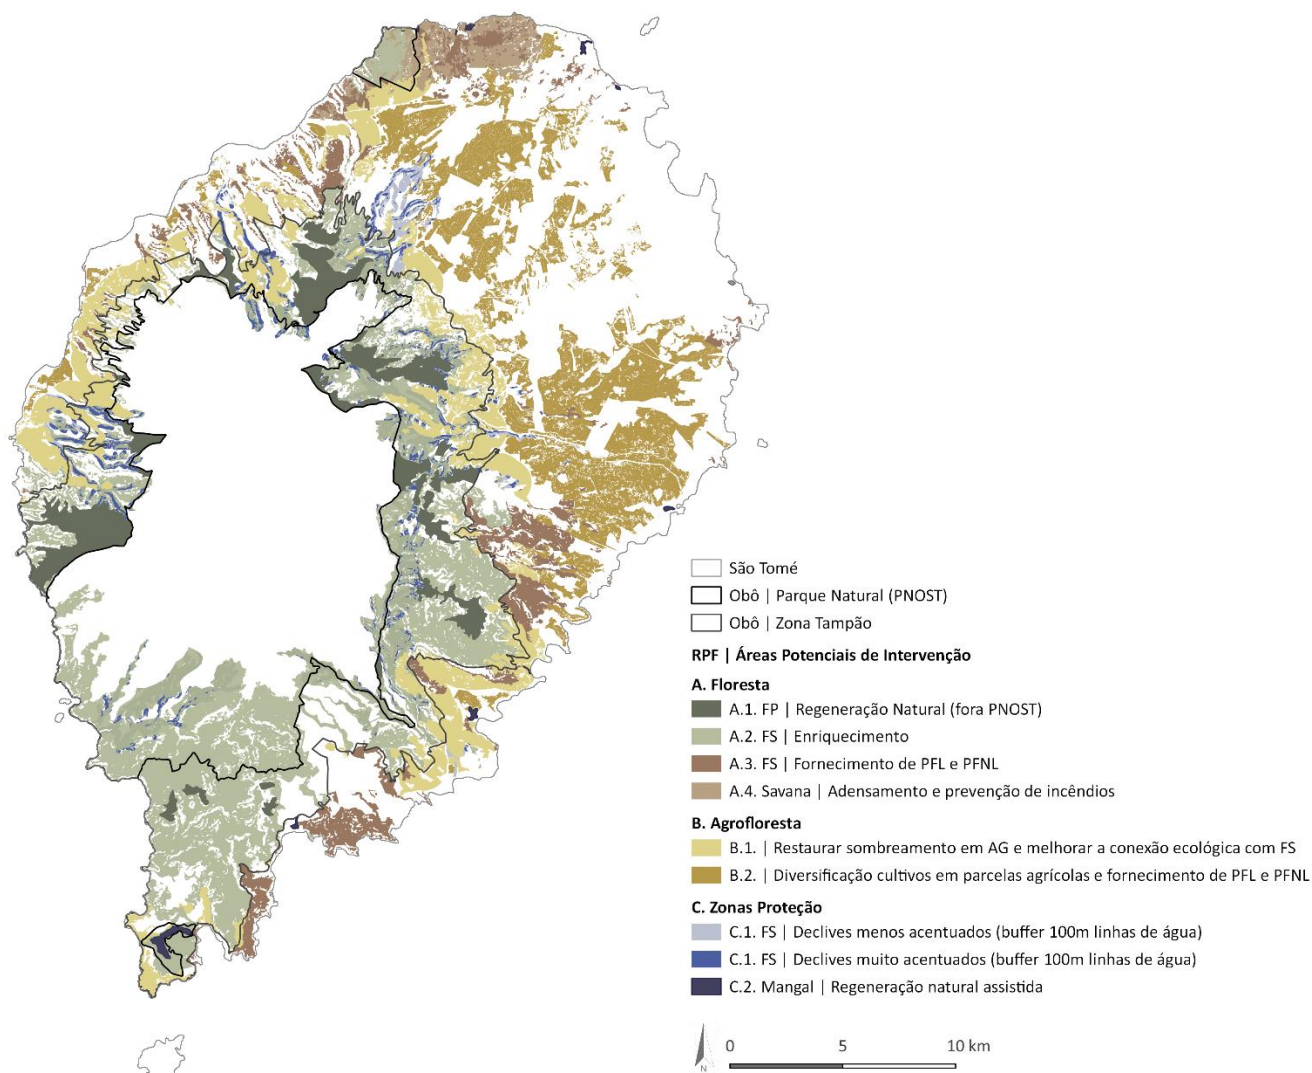 São Tomé
Obô | Parque Natural (PNOST)
Obô | Zona Tampão
RPF | Áreas Potenciais de Intervenção
A. Floresta
A.1. FP | Regeneração Natural (fora PNOST)
A.2. FS | Enriquecimento
A.3. FS | Fornecimento de PFL e PFNL
A.4. Savana | Adensamento e prevenção de incêndios
B. Agrofloresta
B.1. | Restaurar sombreamento em AG e melhorar a conexão ecológica com FS
B.2. | Diversificação cultivos em parcelas agrícolas e fornecimento de PFL e PFNL
C. Zonas Proteção
C.1. FS | Declives menos acentuados (buffer 100m linhas de água)
C.1. FS | Declives muito acentuados (buffer 100m linhas de água)
C.2. Mangal | Regeneração natural assistida
0 5 10 km
N